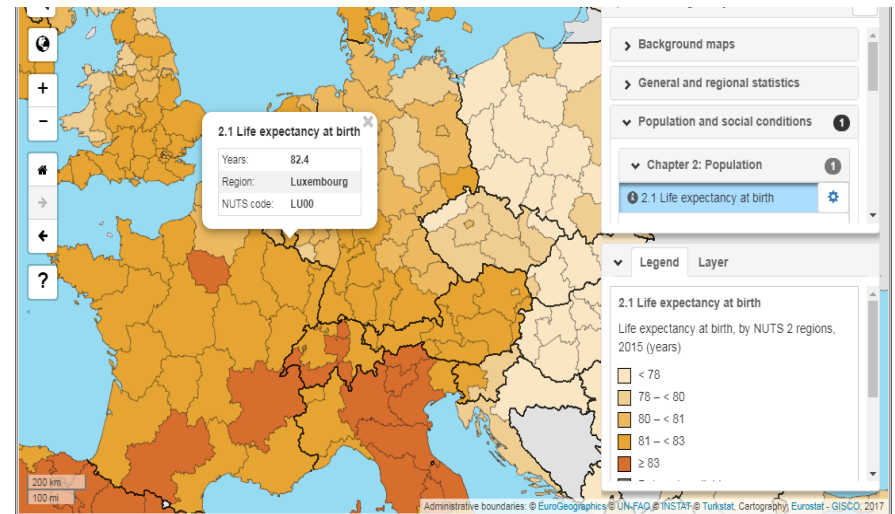 Background maps
General and regional statistics
Population and social conditions 1
Chapter 2: Population 1
2.1 Life expectancy at birth
+
−
?
2.1 Life expectancy at birth ×
Years: 82.4
Region: Luxembourg
NUTS code: LU00
Legend Layer
2.1 Life expectancy at birth
Life expectancy at birth, by NUTS 2 regions,
2015 (years)
< 78
78 – < 80
80 – < 81
81 – < 83
≥ 83
200 km
100 mi
Administrative boundaries: © EuroGeographics © UN-FAO © INSTAT © Turkstat, Cartography: Eurostat - GISCO, 2017